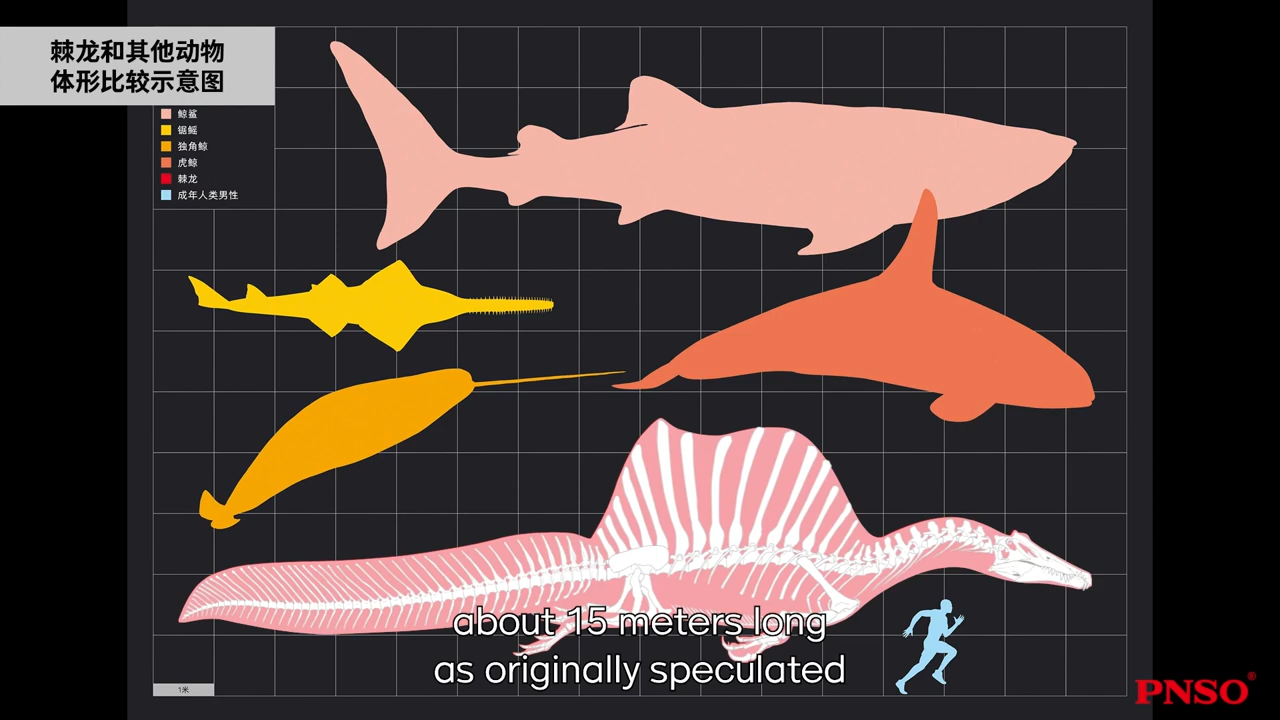 棘龙和其他动物
体形比较示意图
鲸鲨
锯鳐
独角鲸
虎鲸
棘龙
成年人类男性
about 15 meters long
as originally speculated
1米
PNSO®